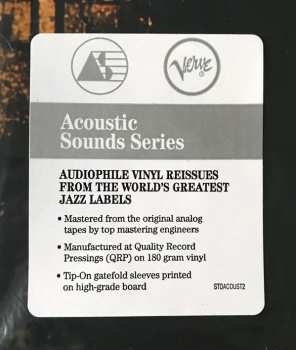 Verve
Acoustic
Sounds Series
AUDIOPHILE VINYL REISSUES
FROM THE WORLD'S GREATEST
JAZZ LABELS
• Mastered from the original analog
tapes by top mastering engineers
• Manufactured at Quality Record
Pressings (QRP) on 180 gram vinyl
• Tip-On gatefold sleeves printed
on high-grade board
STDACOUST2